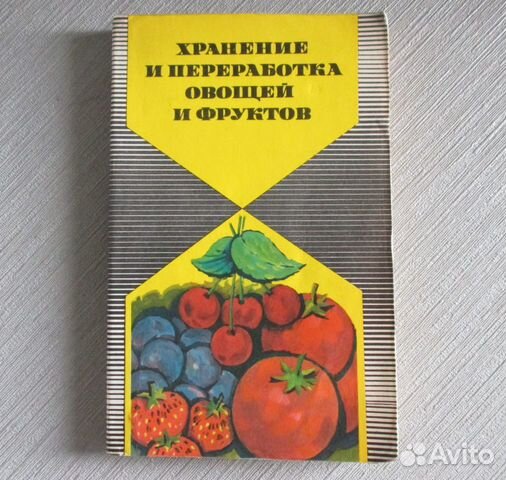 ХРАНЕНИЕ
И ПЕРЕРАБОТКА
ОВОЩЕЙ
И ФРУКТОВ
Avito